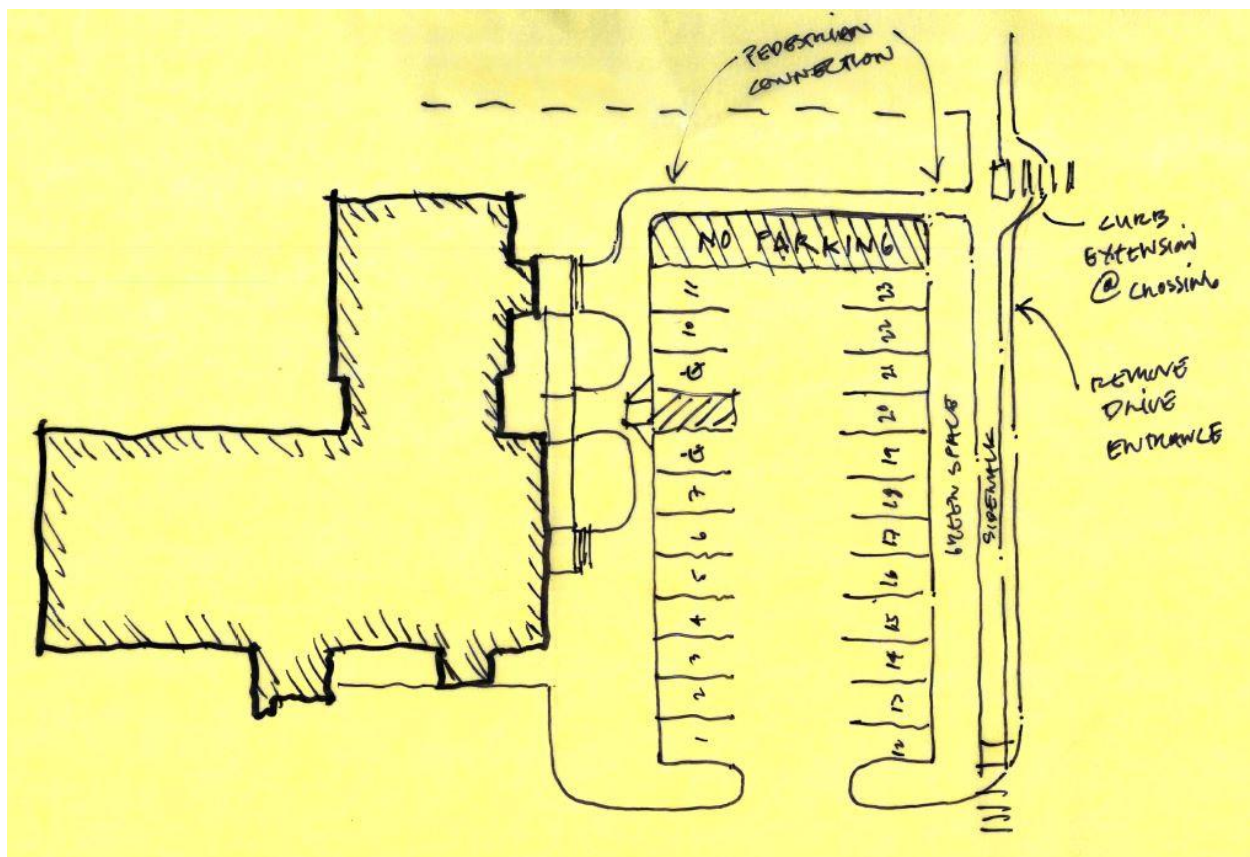 PEDESTRIAN
CONNECTION
NO PARKING
CURB
EXTENSION
@ CROSSING
REMOVE
DRIVE
ENTRANCE
GREEN SPACE
SIDEWALK
11
10
7
6
5
4
3
2
1
23
22
21
20
19
18
17
16
15
14
13
12